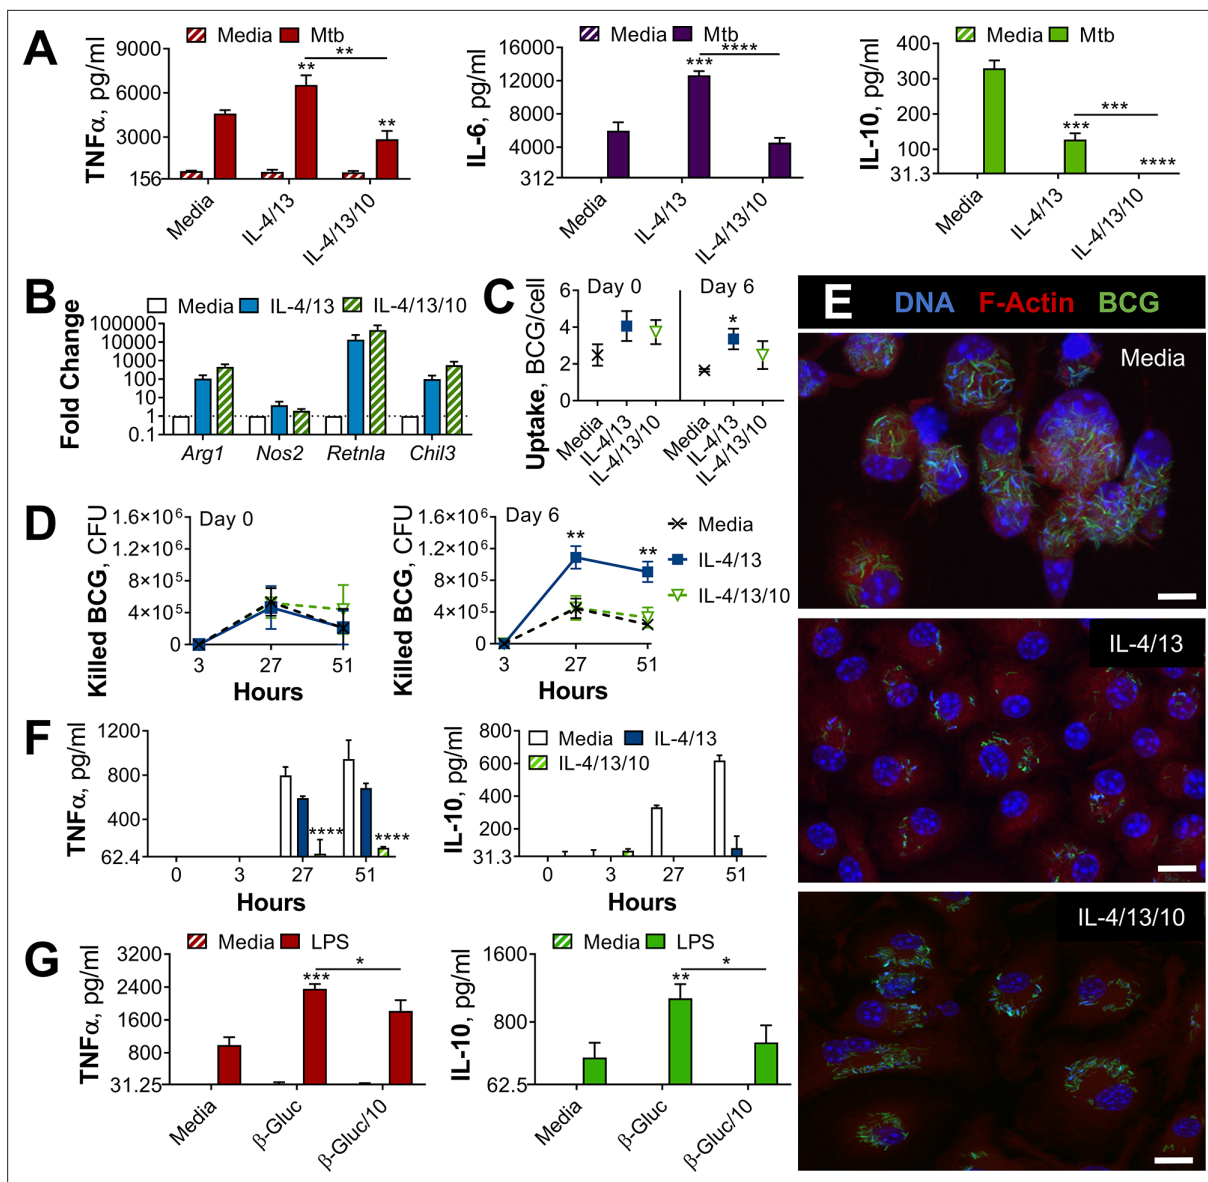 A
Media Mtb
TNFα, pg/ml
9000
6000
3000
156
**
**
**
Media
IL-4/13
IL-4/13/10
Media Mtb
IL-6, pg/ml
16000
12000
8000
4000
312
****
***
Media
IL-4/13
IL-4/13/10
Media Mtb
IL-10, pg/ml
400
300
200
100
31.3
***
***
****
Media
IL-4/13
IL-4/13/10
B
Media IL-4/13 IL-4/13/10
Fold Change
100000
10000
1000
100
10
1
0.1
Arg1 Nos2 Retnla Chil3
C
Uptake, BCG/cell
6
4
2
0
Day 0
Day 6
*
Media
IL-4/13
IL-4/13/10
Media
IL-4/13
IL-4/13/10
D
Killed BCG, CFU
1.6×10⁶
1.2×10⁶
8×10⁵
4×10⁵
0
Day 0
3 27 51
Hours
Killed BCG, CFU
1.6×10⁶
1.2×10⁶
8×10⁵
4×10⁵
0
Day 6
**
**
3 27 51
Hours
Media
IL-4/13
IL-4/13/10
E DNA F-Actin BCG
Media
IL-4/13
IL-4/13/10
F
TNFα, pg/ml
1200
800
400
62.4
****
****
0 3 27 51
Hours
IL-10, pg/ml
800
600
400
200
31.3
Media IL-4/13
IL-4/13/10
0 3 27 51
Hours
G
Media LPS
TNFα, pg/ml
3200
2400
1600
800
31.25
***
*
Media
β-Gluc
β-Gluc/10
Media LPS
IL-10, pg/ml
1600
800
62.5
**
*
Media
β-Gluc
β-Gluc/10